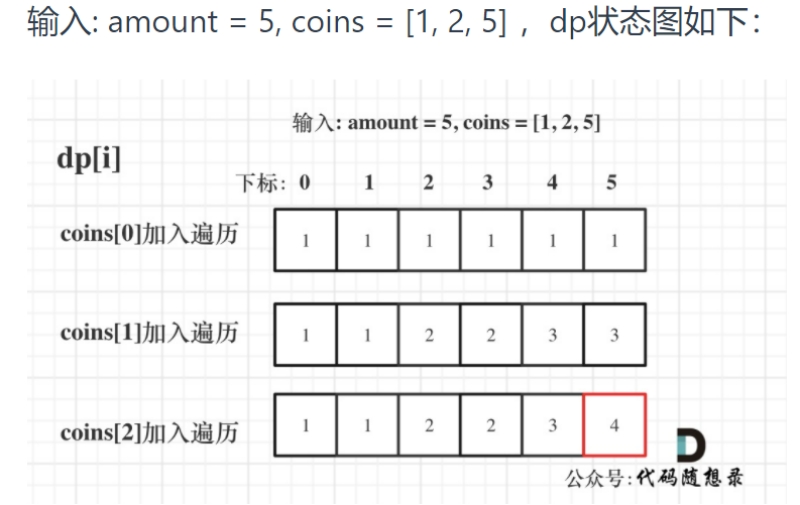 输入: amount = 5, coins = [1, 2, 5] ，dp状态图如下：
输入: amount = 5, coins = [1, 2, 5]
dp[i]
下标: 0 1 2 3 4 5
coins[0]加入遍历 1 1 1 1 1 1
coins[1]加入遍历 1 1 2 2 3 3
coins[2]加入遍历 1 1 2 2 3 4
D
公众号:代码随想录